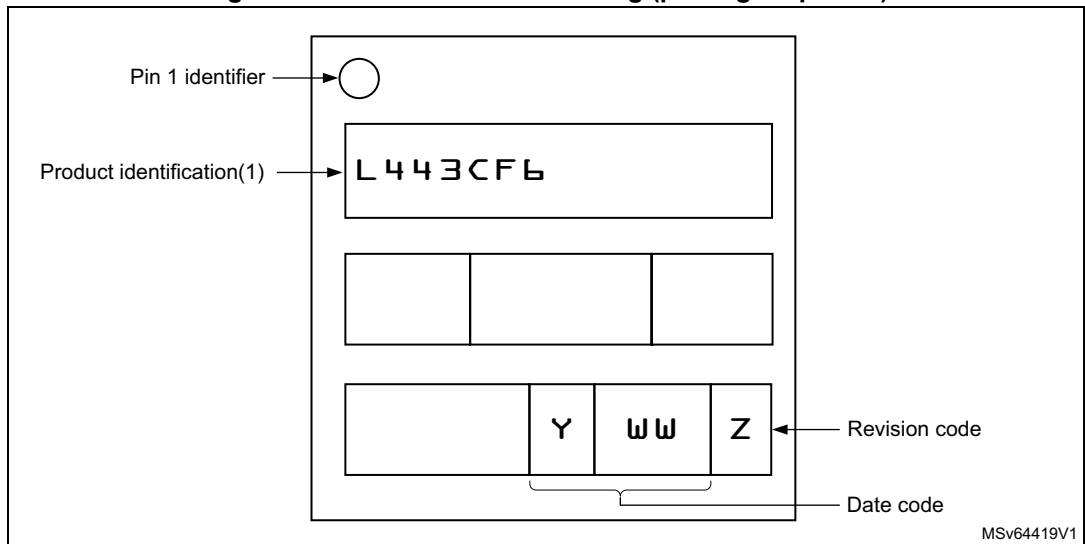 Pin 1 identifier
Product identification(1)
L443CF6
Y WW Z
Revision code
Date code
MSv64419V1